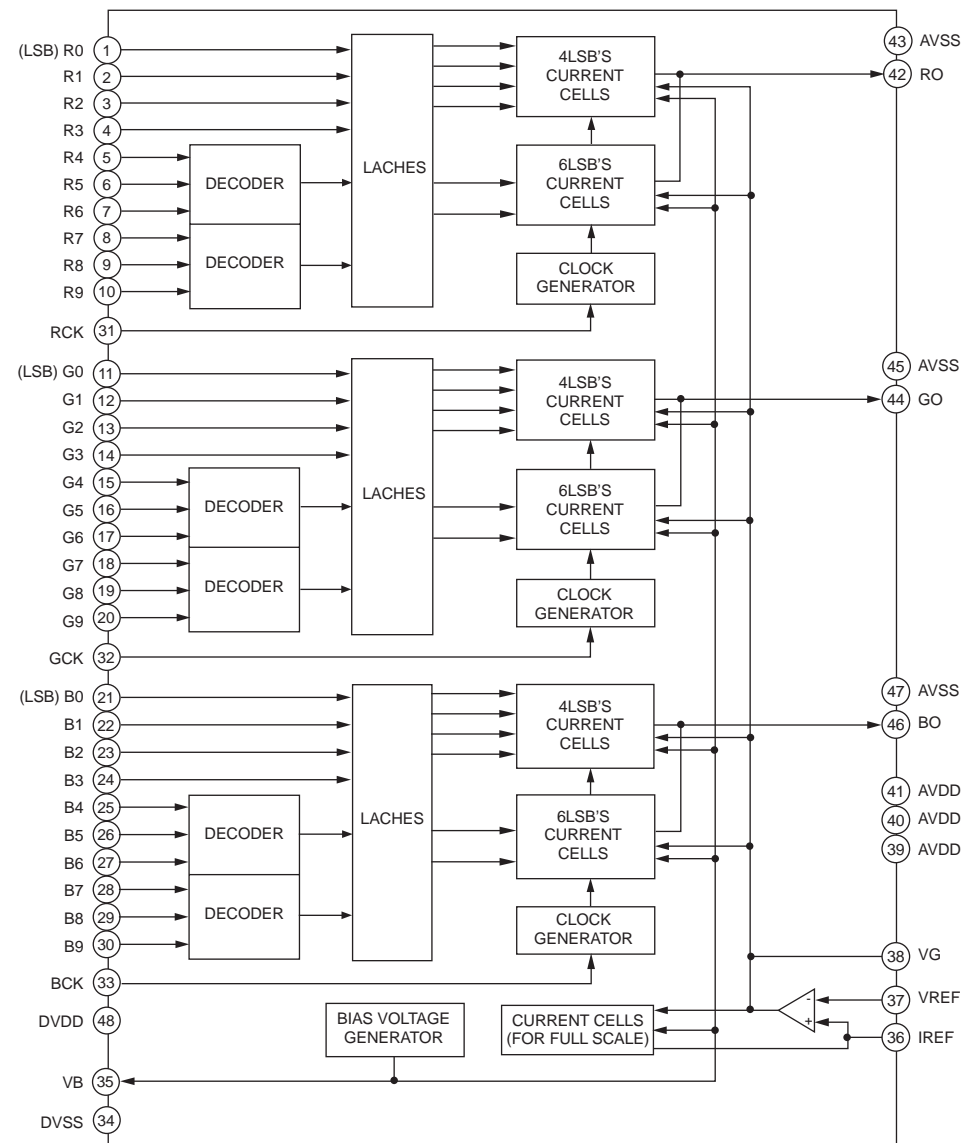 (LSB) R0 1
R1 2
R2 3
R3 4
R4 5
R5 6
R6 7
R7 8
R8 9
R9 10
RCK 31
DECODER
DECODER
LACHES
4LSB'S
CURRENT
CELLS
6LSB'S
CURRENT
CELLS
CLOCK
GENERATOR
43 AVSS
42 RO
(LSB) G0 11
G1 12
G2 13
G3 14
G4 15
G5 16
G6 17
G7 18
G8 19
G9 20
GCK 32
DECODER
DECODER
LACHES
4LSB'S
CURRENT
CELLS
6LSB'S
CURRENT
CELLS
CLOCK
GENERATOR
45 AVSS
44 GO
(LSB) B0 21
B1 22
B2 23
B3 24
B4 25
B5 26
B6 27
B7 28
B8 29
B9 30
BCK 33
DECODER
DECODER
LACHES
4LSB'S
CURRENT
CELLS
6LSB'S
CURRENT
CELLS
CLOCK
GENERATOR
47 AVSS
46 BO
41 AVDD
40 AVDD
39 AVDD
38 VG
37 VREF
36 IREF
-
+
DVDD 48
BIAS VOLTAGE
GENERATOR
CURRENT CELLS
(FOR FULL SCALE)
VB 35
DVSS 34